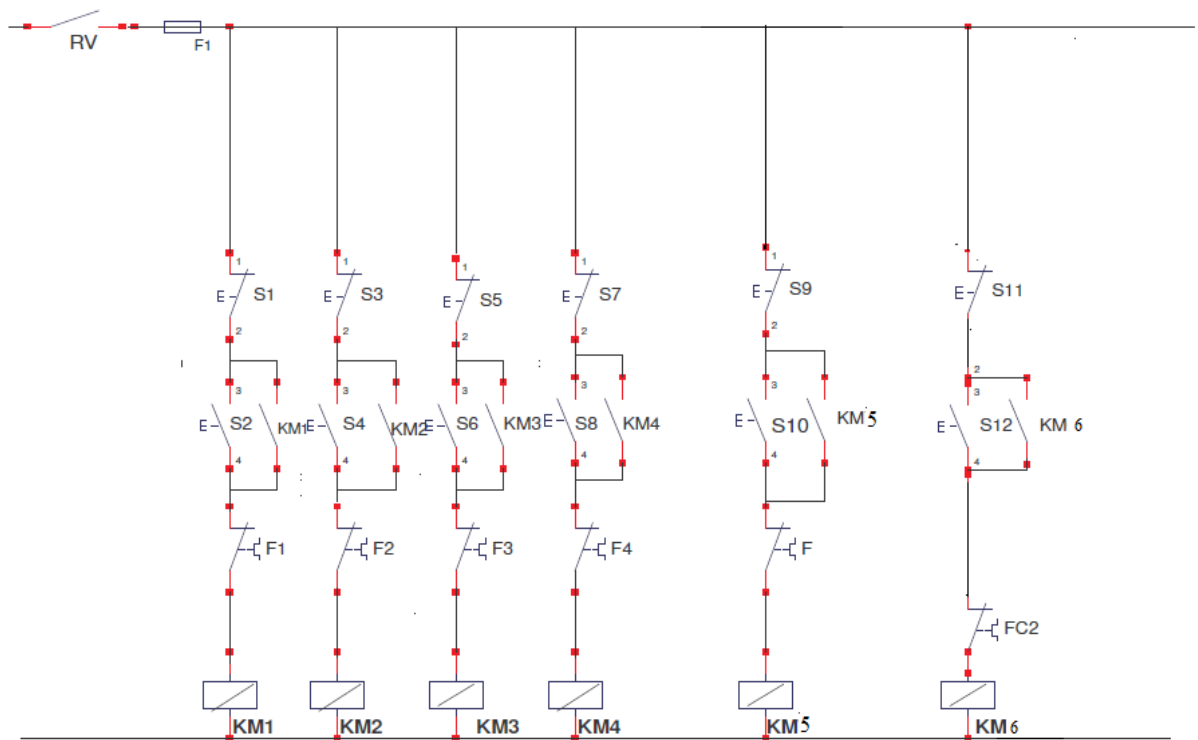 RV F1
1 1 1 1 1 1
E S1 E S3 E S5 E S7 E S9 E S11
2 2 2 2 2 2
3 3 3 3 3 3
E S2 KM1 E S4 KM2 E S6 KM3 E S8 KM4 E S10 KM5 E S12 KM 6
4 4 4 4 4 4
F1 F2 F3 F4 F FC2
KM1 KM2 KM3 KM4 KM5 KM6